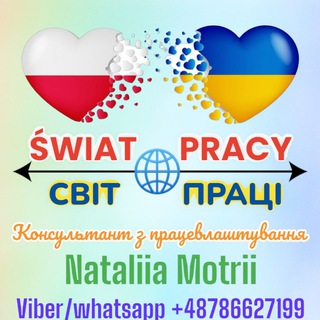 ŚWIAT PRACY
СВІТ ПРАЦІ
Консультант з працевлаштування
Nataliia Motrii
Viber/whatsapp +48786627199